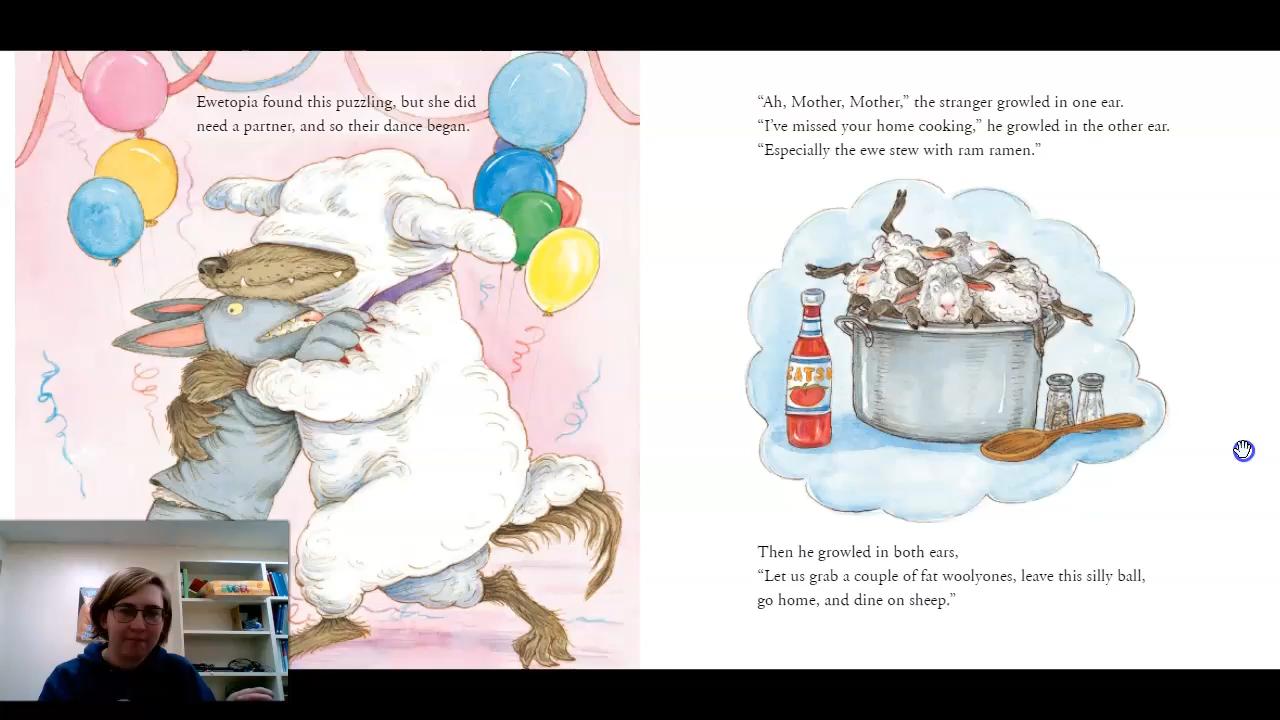 Ewetopia found this puzzling, but she did
need a partner, and so their dance began.
“Ah, Mother, Mother,” the stranger growled in one ear.
“I’ve missed your home cooking,” he growled in the other ear.
“Especially the ewe stew with ram ramen.”
Then he growled in both ears,
“Let us grab a couple of fat woolyones, leave this silly ball,
go home, and dine on sheep.”